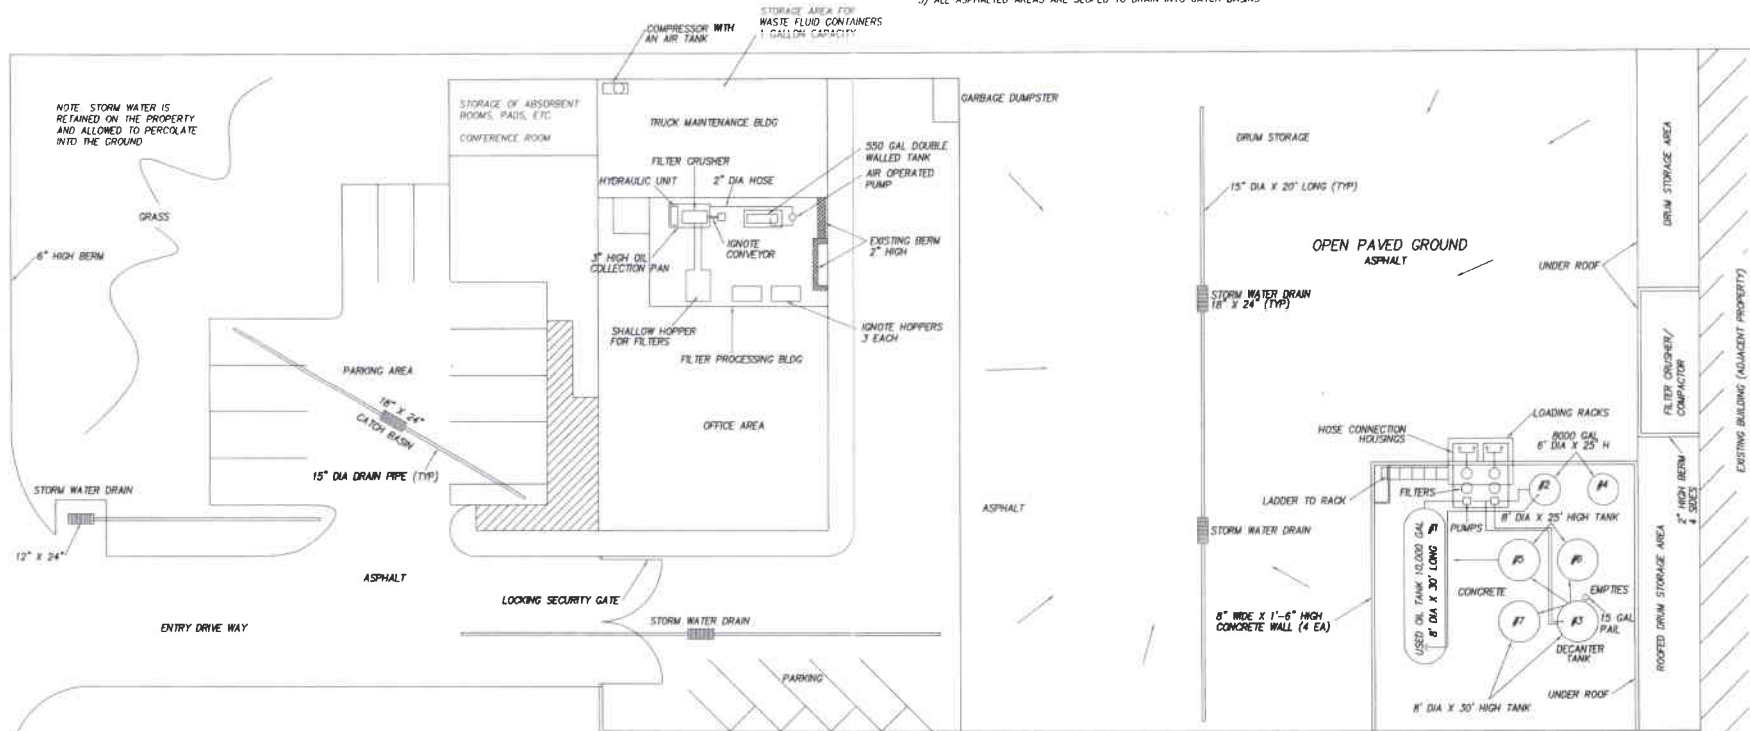 3) ALL ASPHALTED AREAS ARE SLOPED TO DRAIN INTO CATCH BASINS
STORAGE AREA FOR
WASTE FLUID CONTAINERS
1 GALLON CAPACITY
COMPRESSOR WITH
AN AIR TANK
NOTE STORM WATER IS
RETAINED ON THE PROPERTY
AND ALLOWED TO PERCOLATE
INTO THE GROUND
STORAGE OF ABSORBENT
BOOMS, PADS, ETC
CONFERENCE ROOM
TRUCK MAINTENANCE BLDG
GARBAGE DUMPSTER
550 GAL DOUBLE
WALLED TANK
AIR OPERATED
PUMP
FILTER CRUSHER
HYDRAULIC UNIT
2" DIA HOSE
GRASS
6" HIGH BERM
IGNOTE
CONVEYOR
3" HIGH OIL
COLLECTION PAN
EXISTING BERM
2" HIGH
SHALLOW HOPPER
FOR FILTERS
IGNOTE HOPPERS
3 EACH
FILTER PROCESSING BLDG
PARKING AREA
18" X 24"
CATCH BASIN
15" DIA DRAIN PIPE (TYP)
OFFICE AREA
STORM WATER DRAIN
12" X 24"
ASPHALT
ENTRY DRIVE WAY
LOCKING SECURITY GATE
STORM WATER DRAIN
PARKING
ASPHALT
DRUM STORAGE
15" DIA X 20' LONG (TYP)
OPEN PAVED GROUND
ASPHALT
STORM WATER DRAIN
18" X 24" (TYP)
STORM WATER DRAIN
UNDER ROOF
DRUM STORAGE AREA
FILTER CRUSHER/
COMPACTOR
EXISTING BUILDING (ADJACENT PROPERTY)
2" HIGH BERM
4 SIDES
ROOFED DRUM STORAGE AREA
LOADING RACKS
HOSE CONNECTION
HOUSINGS
8000 GAL
6' DIA X 25' H
LADDER TO RACK
FILTERS
PUMPS
#2
#4
8' DIA X 25' HIGH TANK
USED OIL TANK 10,000 GAL #1
8' DIA X 30' LONG
#5
#6
CONCRETE
EMPTIES
15 GAL
PAIL
#7
#3
DECANTER
TANK
8" WIDE X 1'-6" HIGH
CONCRETE WALL (4 EA)
UNDER ROOF
8' DIA X 30' HIGH TANK